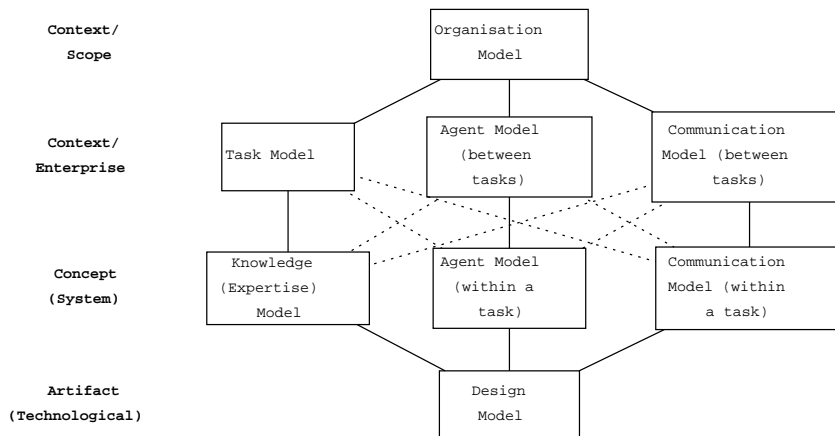 Context/
Scope
Organisation
Model
Context/
Enterprise
Task Model
Agent Model
(between
tasks)
Communication
Model (between
tasks)
Concept
(System)
Knowledge
(Expertise)
Model
Agent Model
(within a
task)
Communication
Model (within
a task)
Artifact
(Technological)
Design
Model